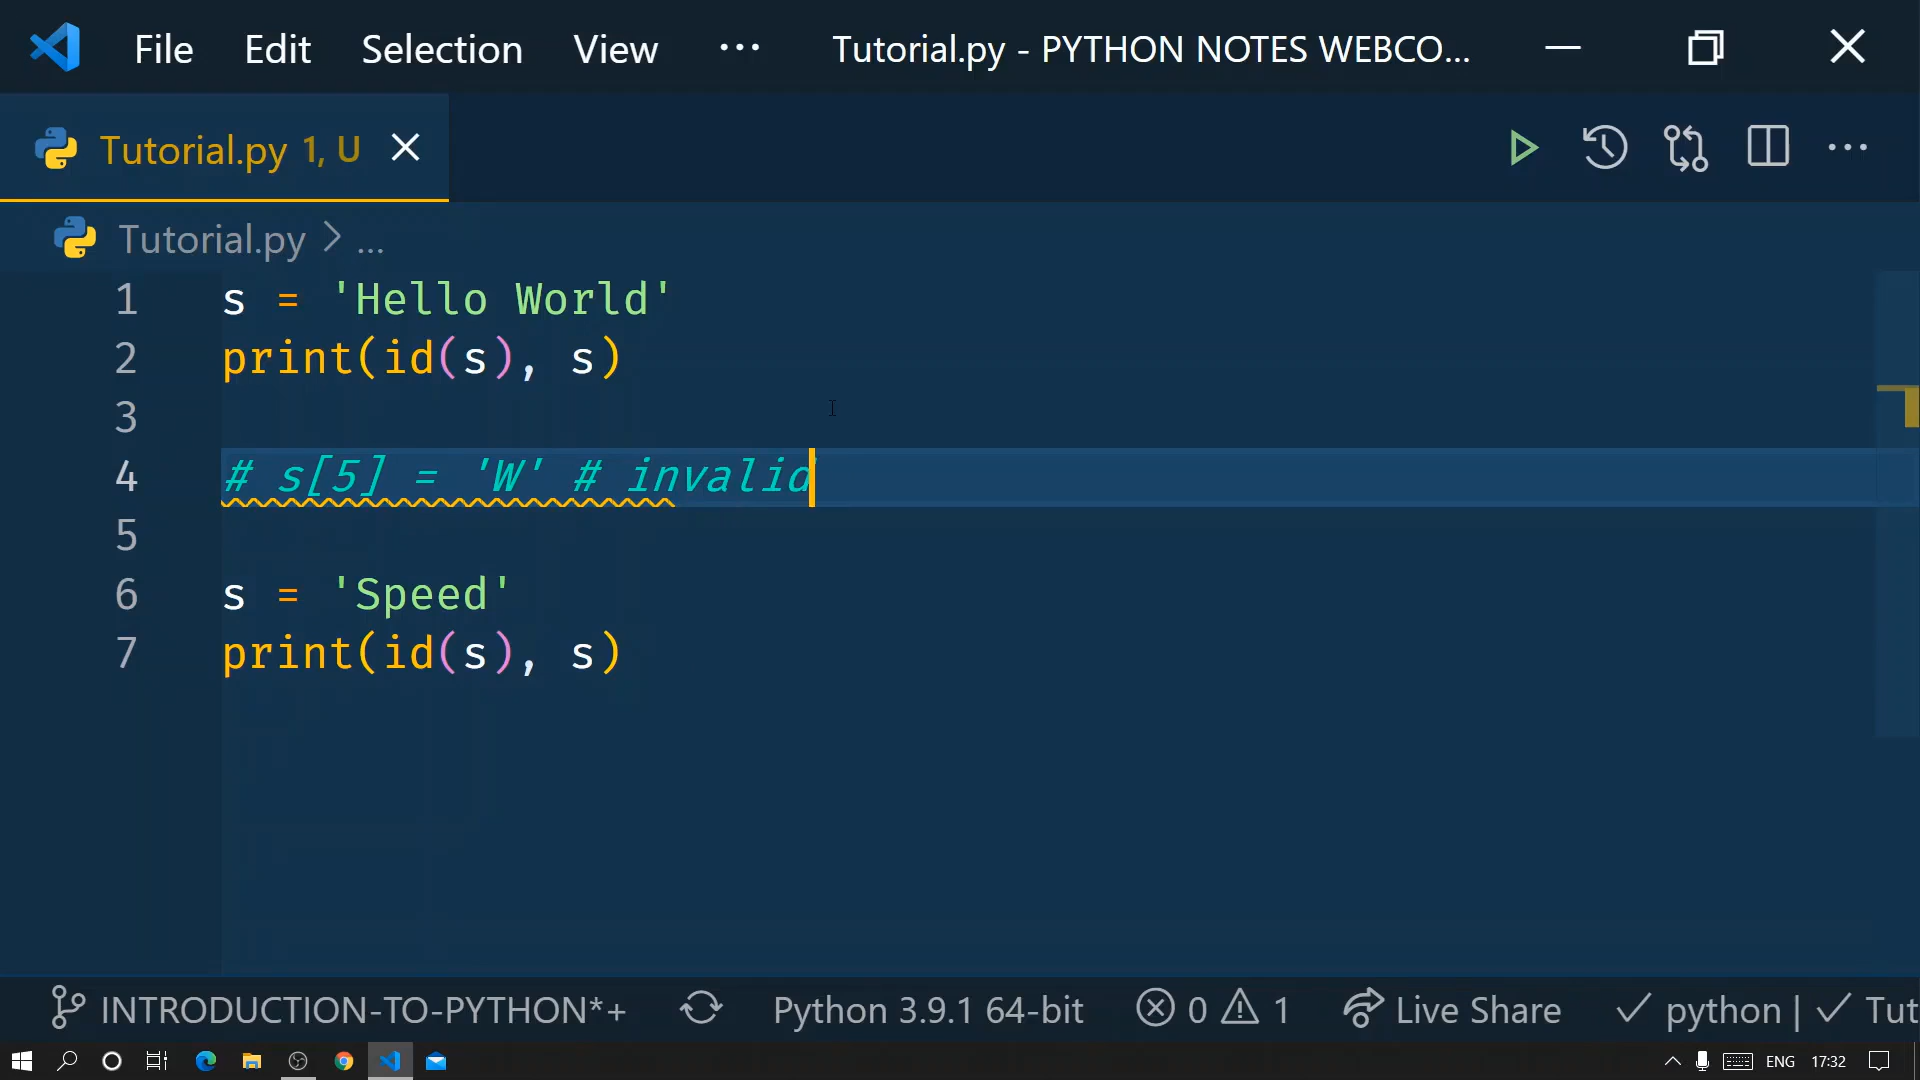 File Edit Selection View ··· Tutorial.py - PYTHON NOTES WEBCO...
Tutorial.py 1, U
Tutorial.py > ...
1 s = 'Hello World'
2 print(id(s), s)
3
4 # s[5] = 'W' # invalid
5
6 s = 'Speed'
7 print(id(s), s)
INTRODUCTION-TO-PYTHON*+ Python 3.9.1 64-bit 0 1 Live Share python | Tut
ENG 17:32